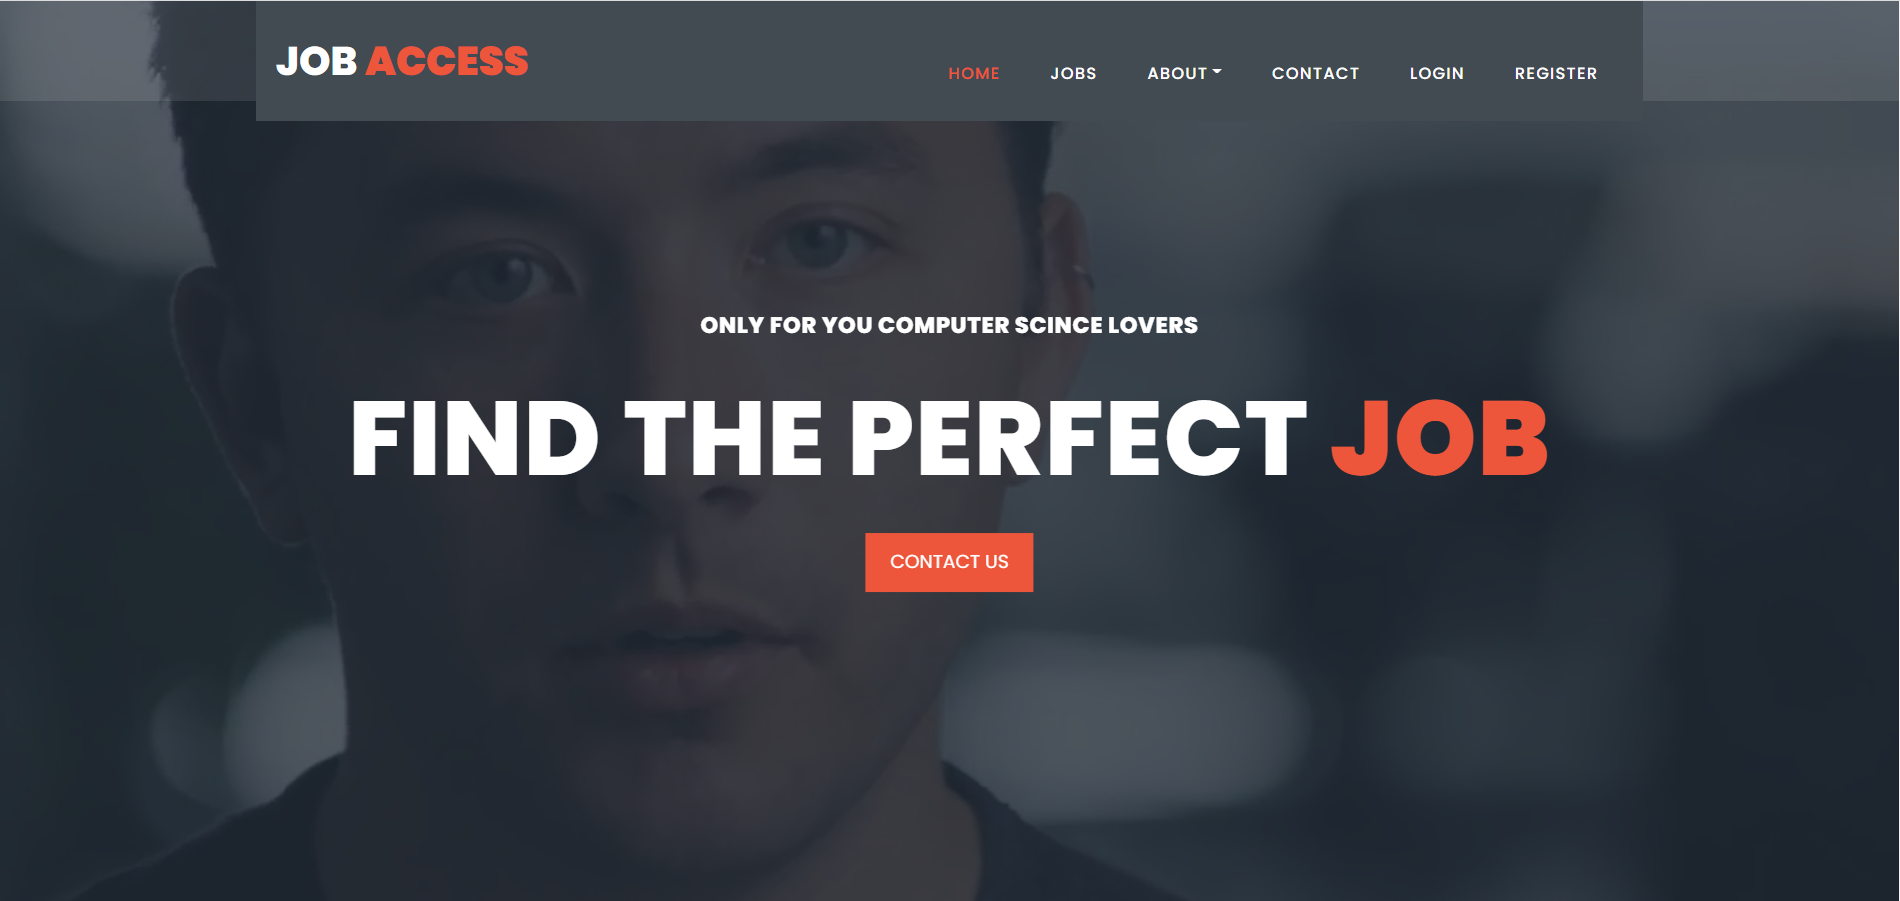 JOB ACCESS
HOME JOBS ABOUT CONTACT LOGIN REGISTER
ONLY FOR YOU COMPUTER SCINCE LOVERS
FIND THE PERFECT JOB
CONTACT US